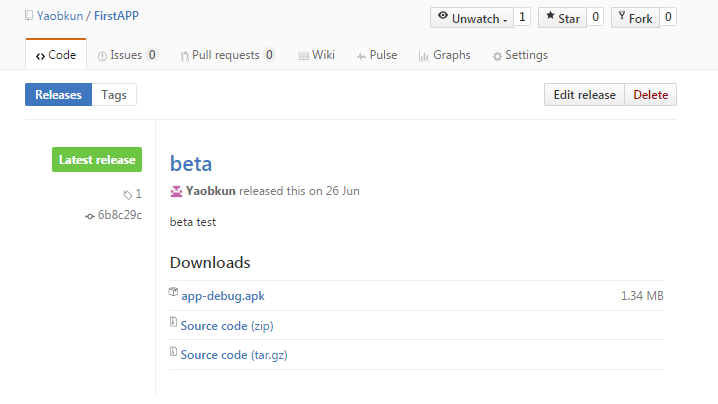 Yaobkun / FirstAPP
Unwatch 1 Star 0 Fork 0
Code Issues 0 Pull requests 0 Wiki Pulse Graphs Settings
Releases Tags Edit release Delete
Latest release
1
6b8c29c
beta
Yaobkun released this on 26 Jun
beta test
Downloads
app-debug.apk 1.34 MB
Source code (zip)
Source code (tar.gz)